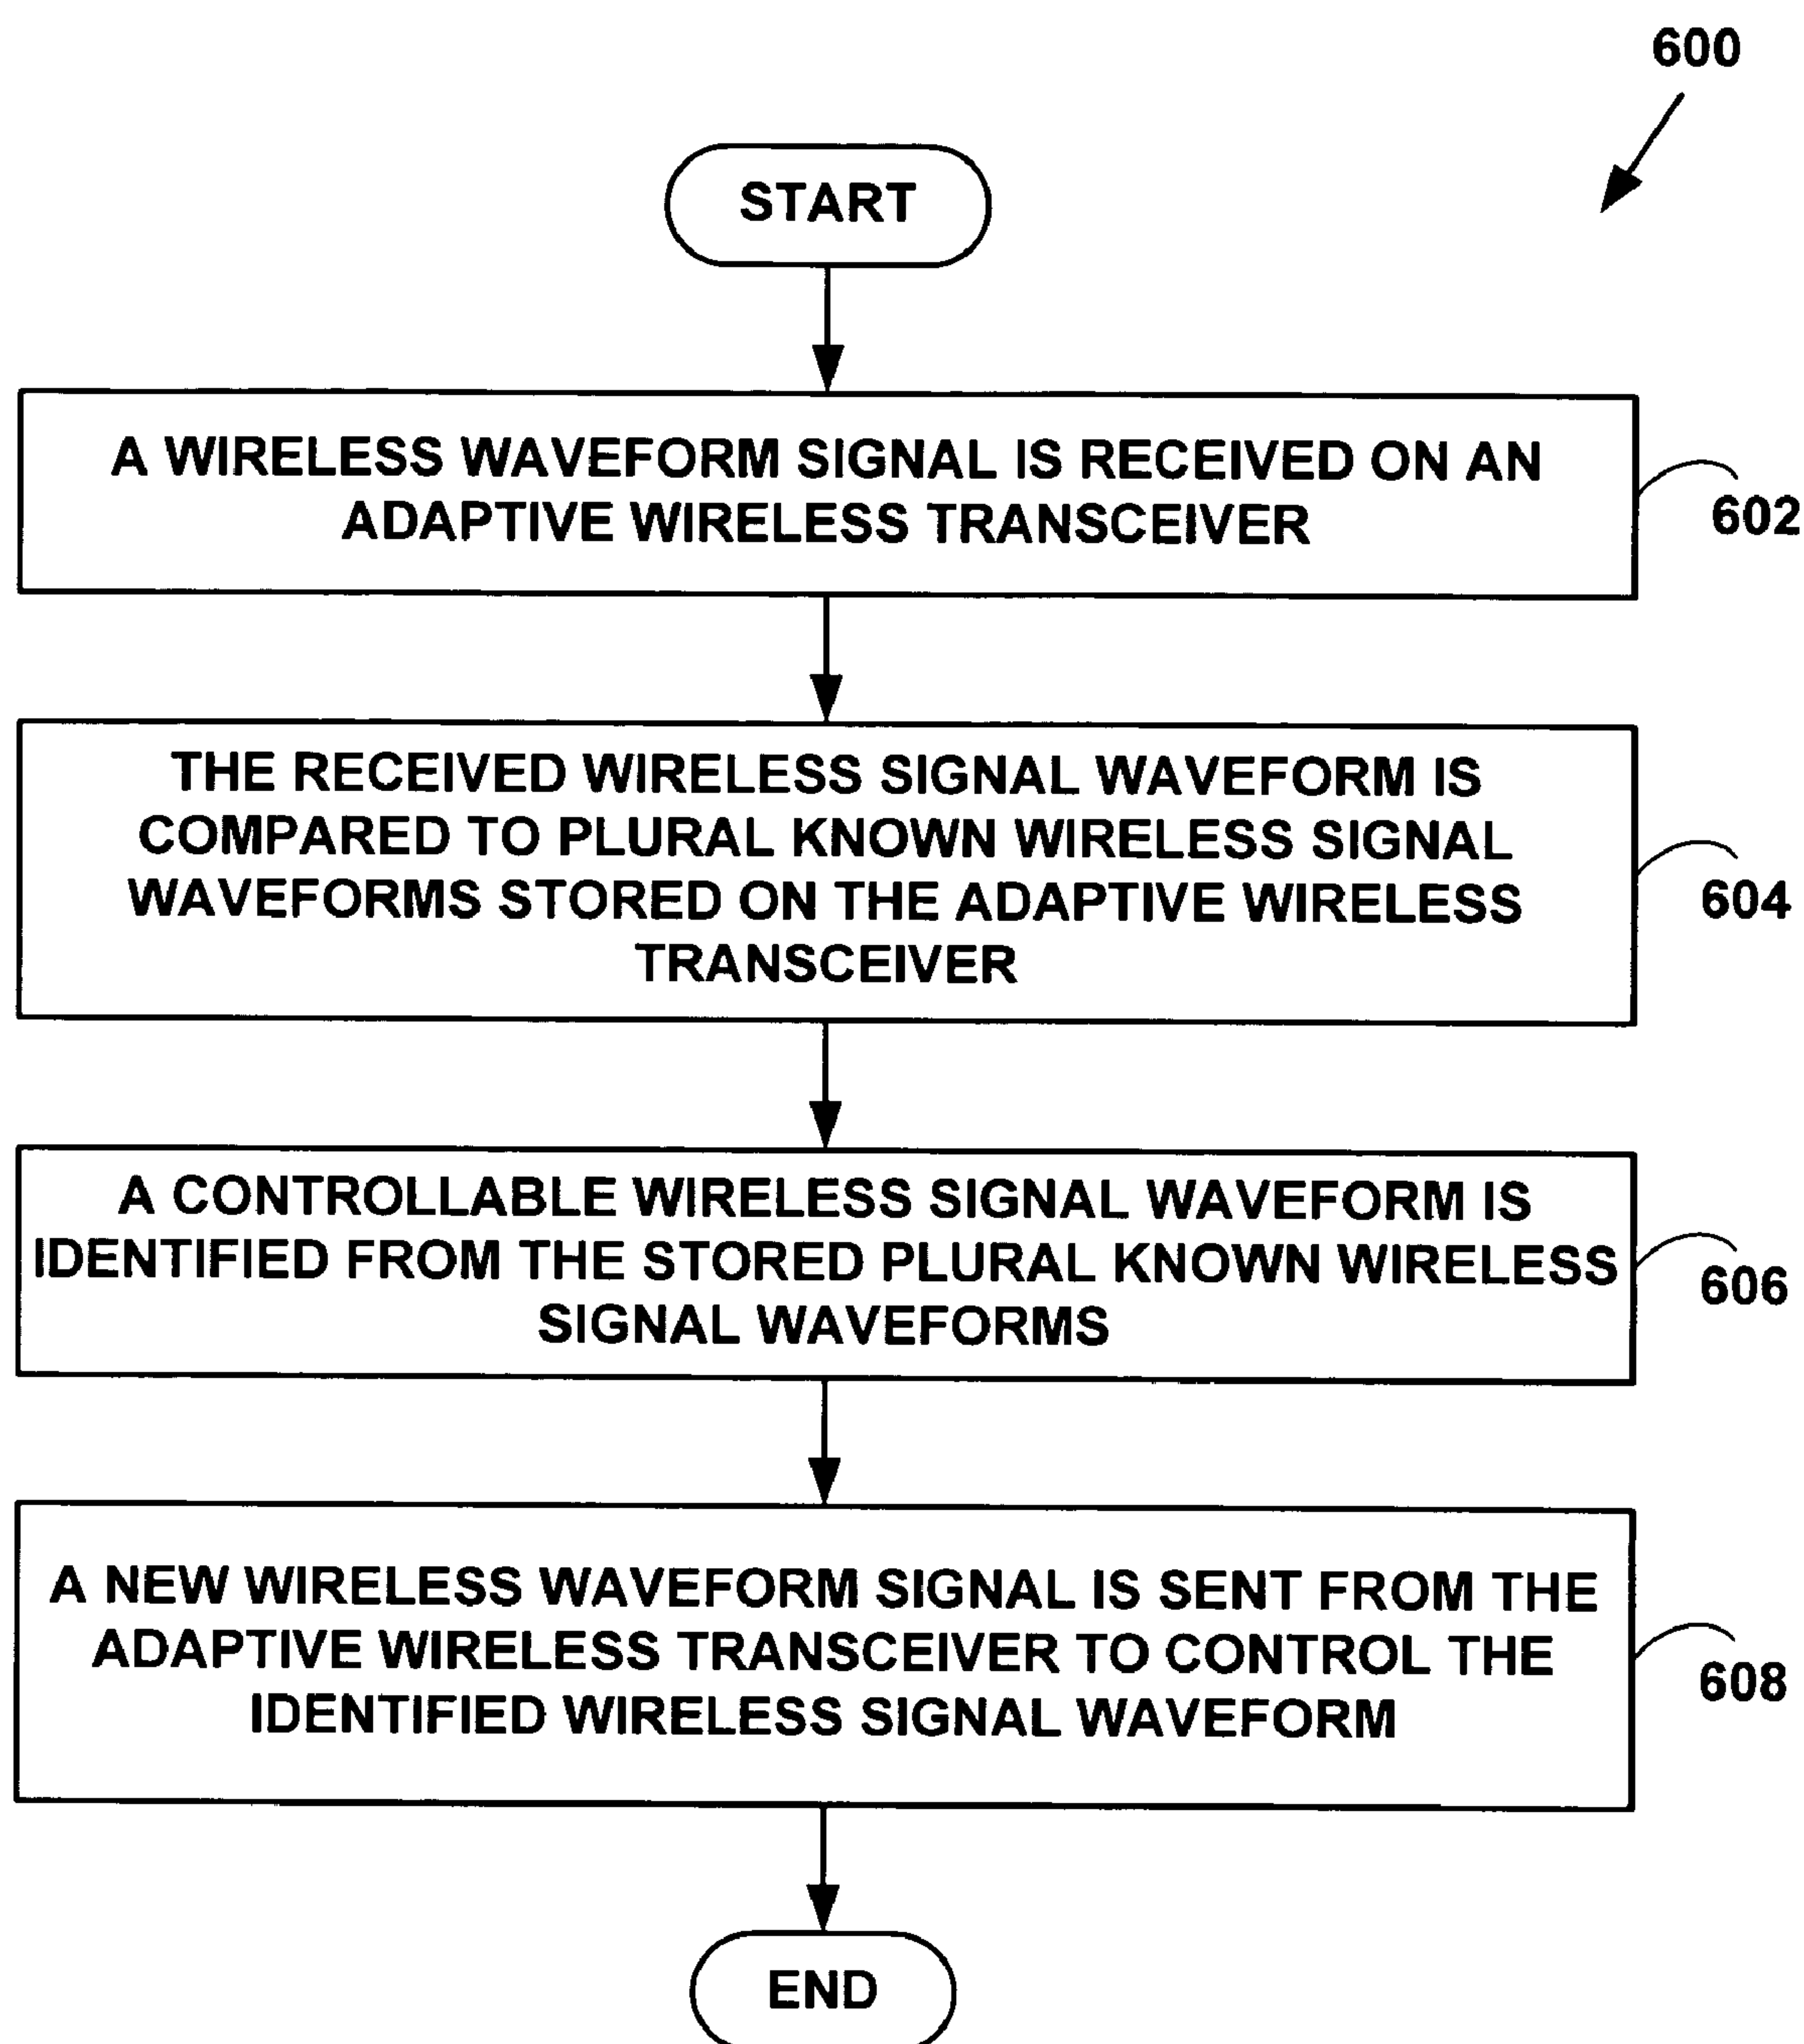 600
START
A WIRELESS WAVEFORM SIGNAL IS RECEIVED ON AN
ADAPTIVE WIRELESS TRANSCEIVER
602
THE RECEIVED WIRELESS SIGNAL WAVEFORM IS
COMPARED TO PLURAL KNOWN WIRELESS SIGNAL
WAVEFORMS STORED ON THE ADAPTIVE WIRELESS
TRANSCEIVER
604
A CONTROLLABLE WIRELESS SIGNAL WAVEFORM IS
IDENTIFIED FROM THE STORED PLURAL KNOWN WIRELESS
SIGNAL WAVEFORMS
606
A NEW WIRELESS WAVEFORM SIGNAL IS SENT FROM THE
ADAPTIVE WIRELESS TRANSCEIVER TO CONTROL THE
IDENTIFIED WIRELESS SIGNAL WAVEFORM
608
END